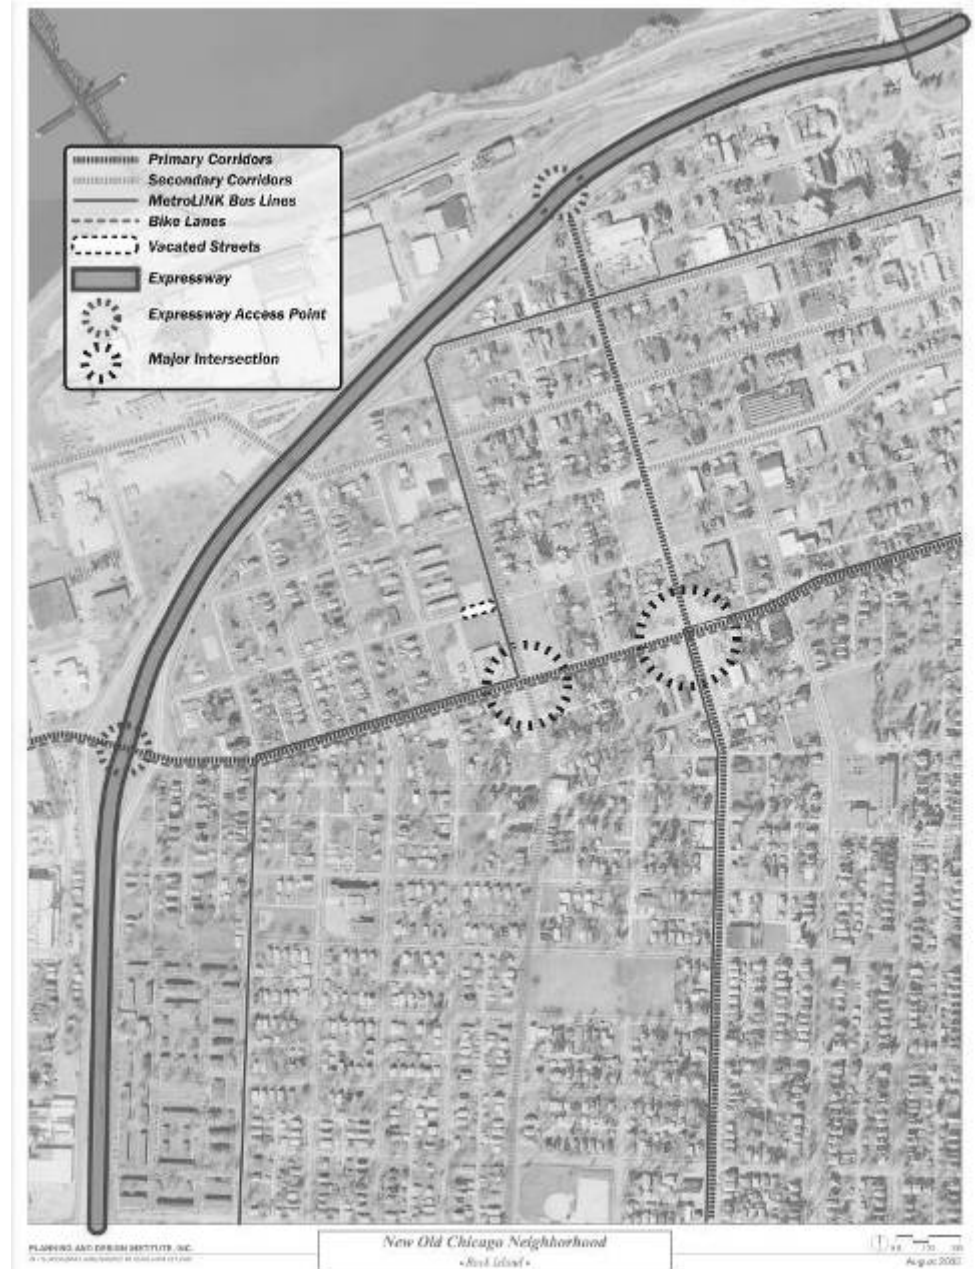 Primary Corridors
Secondary Corridors
MetroLINK Bus Lines
Bike Lanes
Vacated Streets
Expressway
Expressway Access Point
Major Intersection
PLANNING AND DESIGN INSTITUTE, INC.
New Old Chicago Neighborhood
• Rock Island •